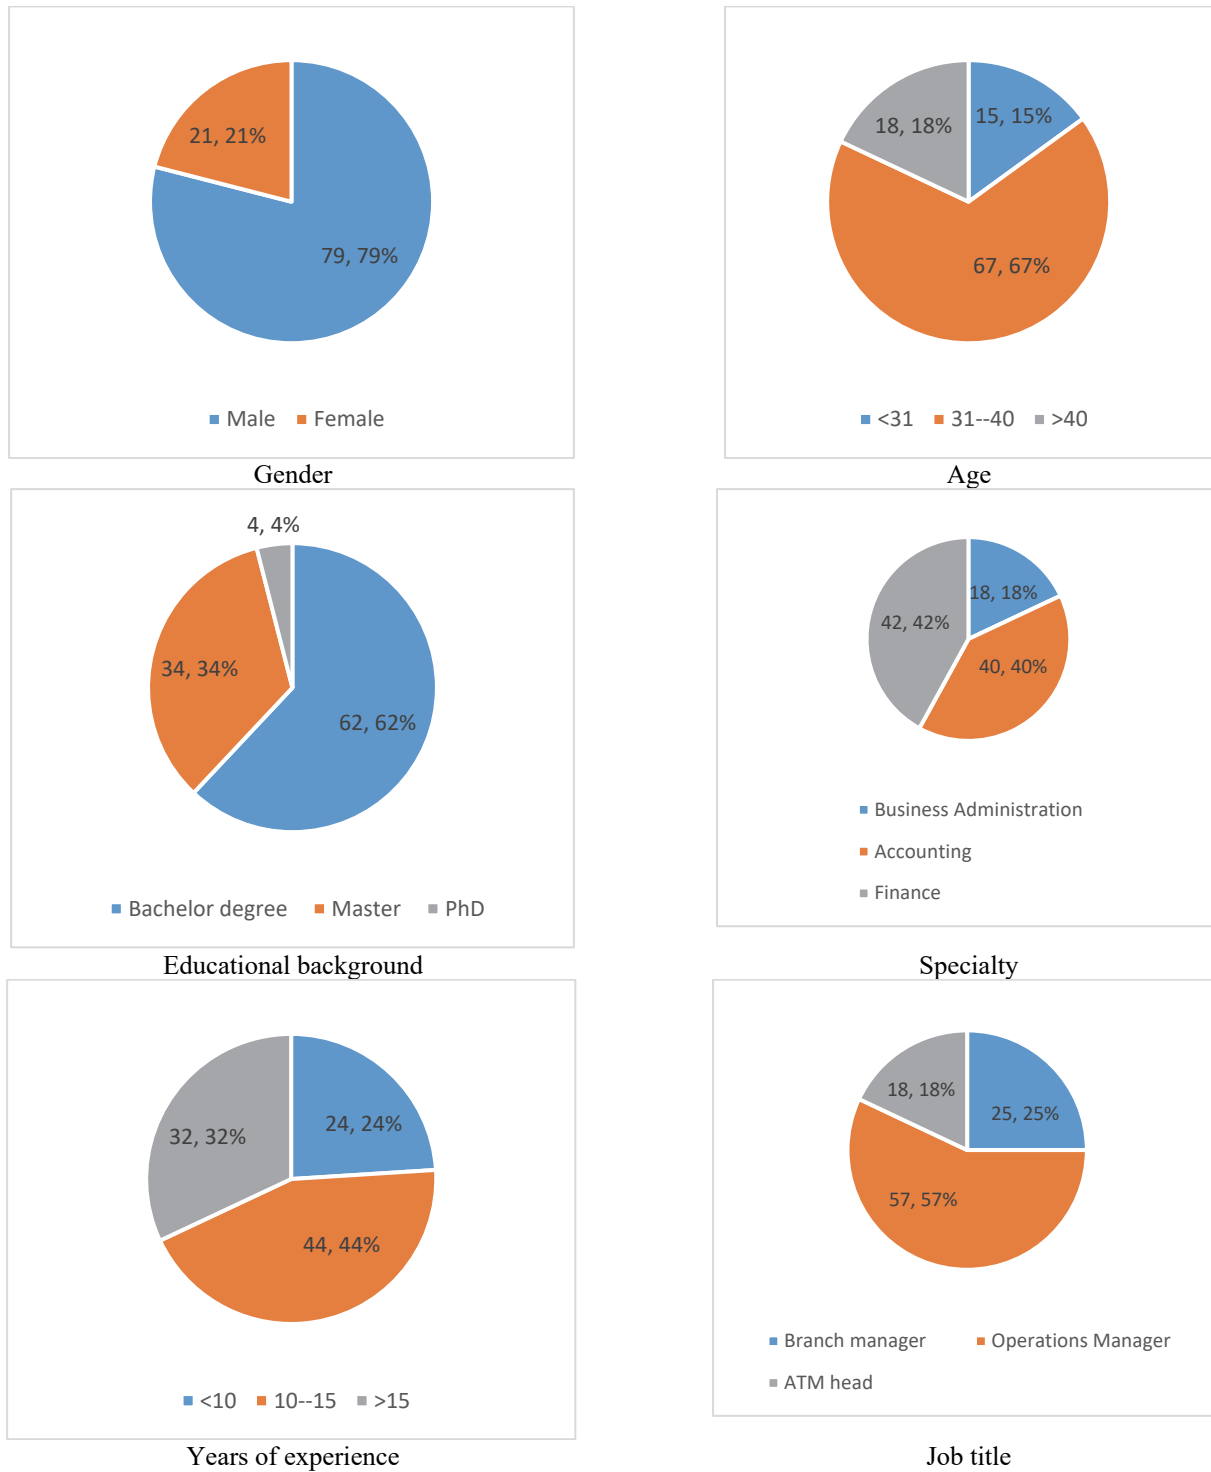 21, 21%
79, 79%
Male Female
Gender
18, 18%
15, 15%
67, 67%
<31 31--40 >40
Age
4, 4%
34, 34%
62, 62%
Bachelor degree Master PhD
Educational background
18, 18%
42, 42%
40, 40%
Business Administration
Accounting
Finance
Specialty
24, 24%
32, 32%
44, 44%
<10 10--15 >15
Years of experience
18, 18%
25, 25%
57, 57%
Branch manager Operations Manager
ATM head
Job title